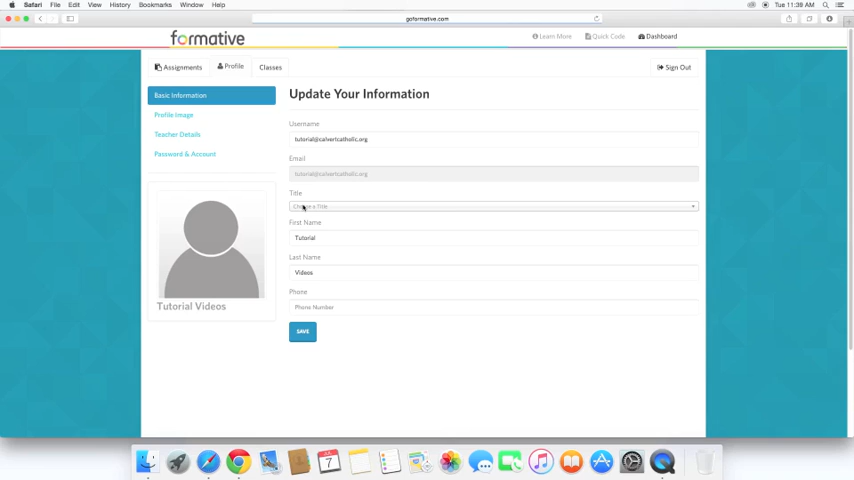 Safari File Edit View History Bookmarks Window Help Tue 11:39 AM
goformative.com
formative Learn More Quick Code Dashboard
Assignments Profile Classes Sign Out
Basic Information
Profile Image
Teacher Details
Password & Account
Tutorial Videos
Update Your Information
Username
tutorial@calvertcatholic.org
Email
tutorial@calvertcatholic.org
Title
Choose a Title
First Name
Tutorial
Last Name
Videos
Phone
Phone Number
SAVE
7